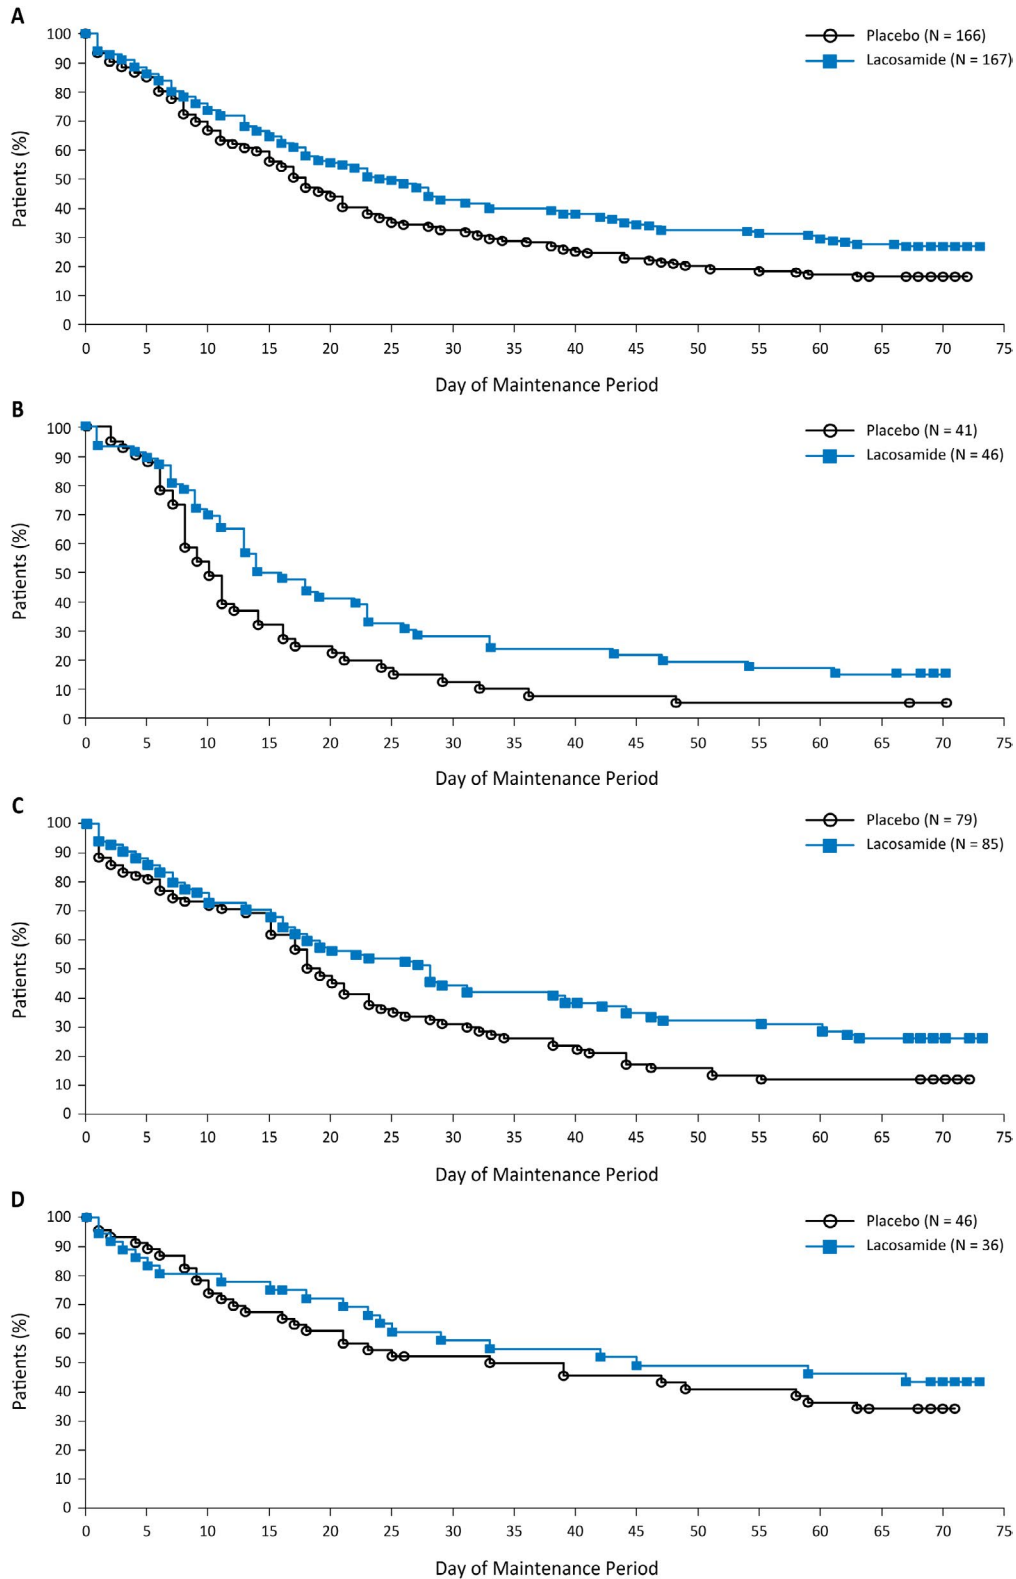 A
Placebo (N = 166)
Lacosamide (N = 167)
Patients (%)
100
90
80
70
60
50
40
30
20
10
0
0 5 10 15 20 25 30 35 40 45 50 55 60 65 70 75
Day of Maintenance Period
B
Placebo (N = 41)
Lacosamide (N = 46)
Patients (%)
100
90
80
70
60
50
40
30
20
10
0
0 5 10 15 20 25 30 35 40 45 50 55 60 65 70 75
Day of Maintenance Period
C
Placebo (N = 79)
Lacosamide (N = 85)
Patients (%)
100
90
80
70
60
50
40
30
20
10
0
0 5 10 15 20 25 30 35 40 45 50 55 60 65 70 75
Day of Maintenance Period
D
Placebo (N = 46)
Lacosamide (N = 36)
Patients (%)
100
90
80
70
60
50
40
30
20
10
0
0 5 10 15 20 25 30 35 40 45 50 55 60 65 70 75
Day of Maintenance Period